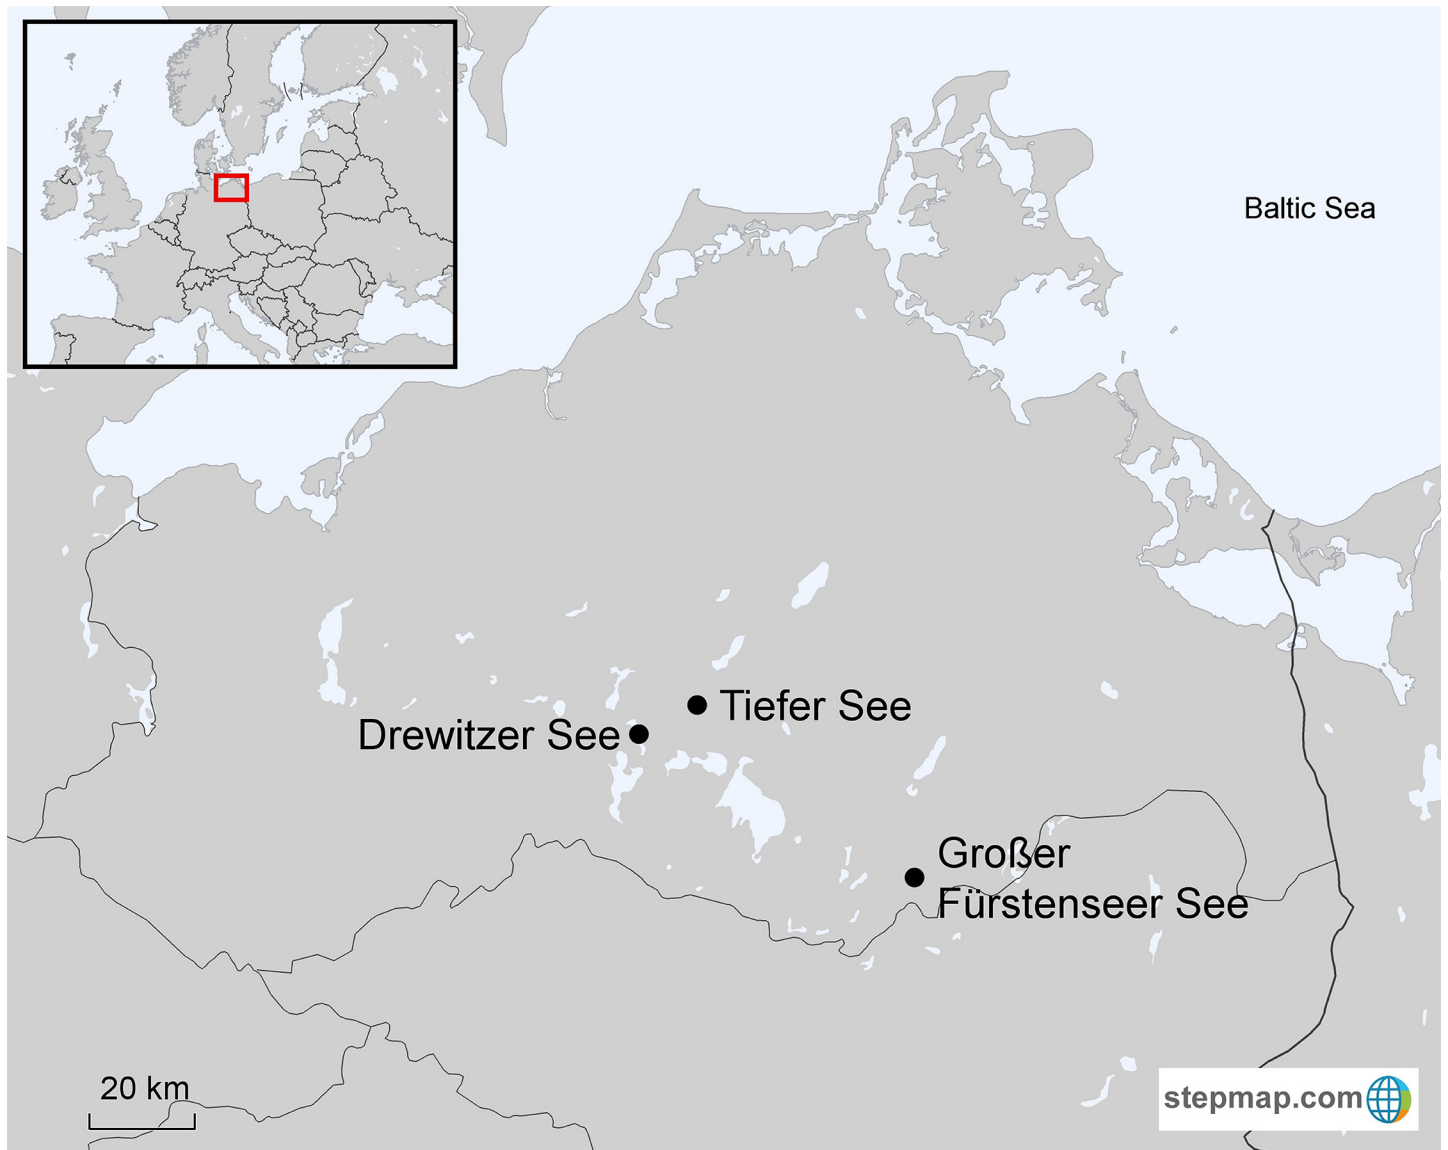 Baltic Sea
Tiefer See
Drewitzer See
Großer
Fürstenseer See
20 km
stepmap.com